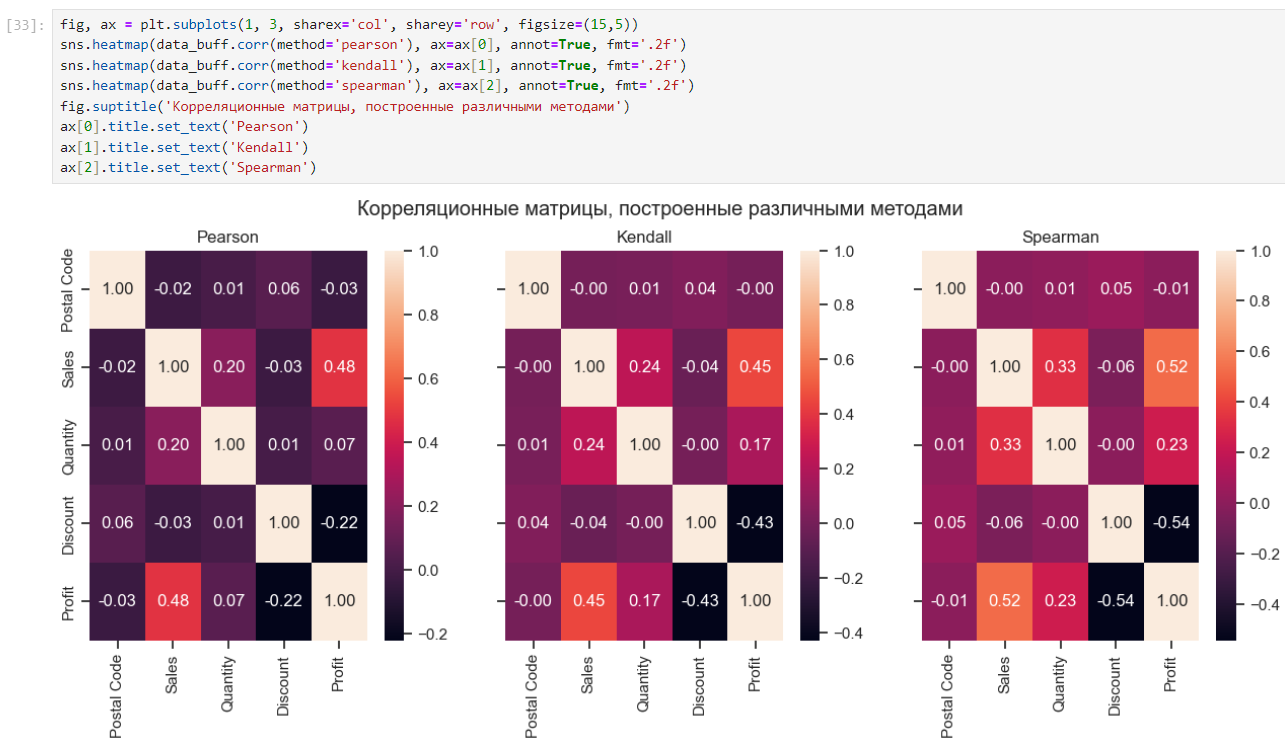 [33]:
fig, ax = plt.subplots(1, 3, sharex='col', sharey='row', figsize=(15,5))
sns.heatmap(data_buff.corr(method='pearson'), ax=ax[0], annot=True, fmt='.2f')
sns.heatmap(data_buff.corr(method='kendall'), ax=ax[1], annot=True, fmt='.2f')
sns.heatmap(data_buff.corr(method='spearman'), ax=ax[2], annot=True, fmt='.2f')
fig.suptitle('Корреляционные матрицы, построенные различными методами')
ax[0].title.set_text('Pearson')
ax[1].title.set_text('Kendall')
ax[2].title.set_text('Spearman')
Корреляционные матрицы, построенные различными методами
Pearson
Postal Code
1.00 -0.02 0.01 0.06 -0.03
Sales
-0.02 1.00 0.20 -0.03 0.48
Quantity
0.01 0.20 1.00 0.01 0.07
Discount
0.06 -0.03 0.01 1.00 -0.22
Profit
-0.03 0.48 0.07 -0.22 1.00
Postal Code
Sales
Quantity
Discount
Profit
1.0
0.8
0.6
0.4
0.2
0.0
−0.2
Kendall
1.00 -0.00 0.01 0.04 -0.00
-0.00 1.00 0.24 -0.04 0.45
0.01 0.24 1.00 -0.00 0.17
0.04 -0.04 -0.00 1.00 -0.43
-0.00 0.45 0.17 -0.43 1.00
Postal Code
Sales
Quantity
Discount
Profit
1.0
0.8
0.6
0.4
0.2
0.0
−0.2
−0.4
Spearman
1.00 -0.00 0.01 0.05 -0.01
-0.00 1.00 0.33 -0.06 0.52
0.01 0.33 1.00 -0.00 0.23
0.05 -0.06 -0.00 1.00 -0.54
-0.01 0.52 0.23 -0.54 1.00
Postal Code
Sales
Quantity
Discount
Profit
1.0
0.8
0.6
0.4
0.2
0.0
−0.2
−0.4